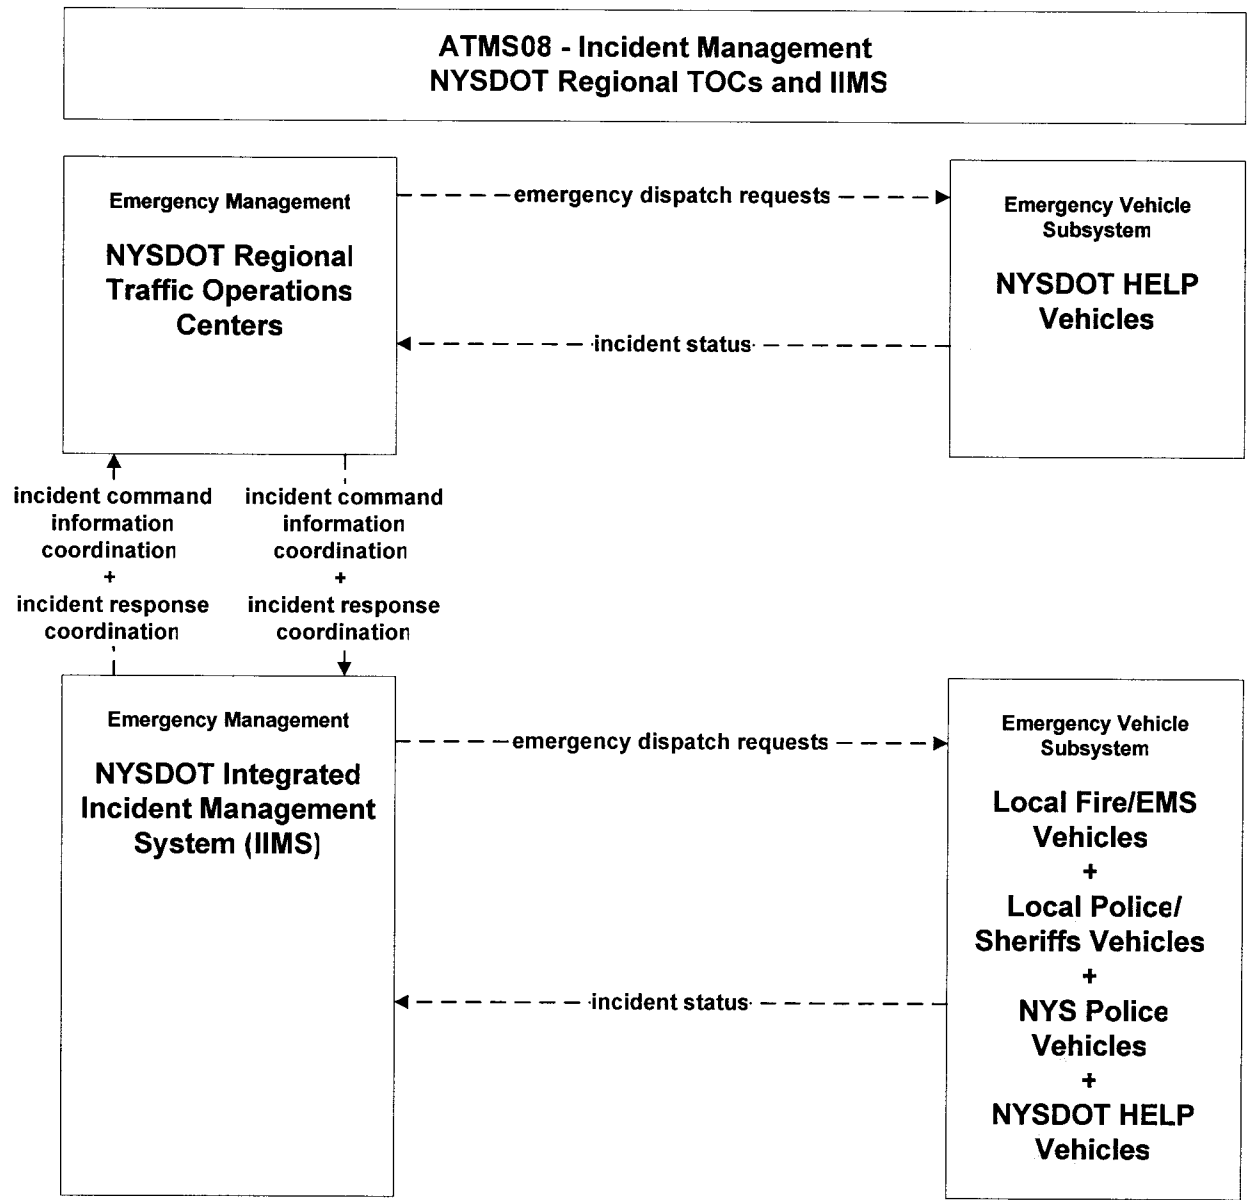 ATMS08 - Incident Management
NYSDOT Regional TOCs and IIMS
Emergency Management
NYSDOT Regional
Traffic Operations
Centers
emergency dispatch requests
incident status
Emergency Vehicle
Subsystem
NYSDOT HELP
Vehicles
incident command
information
coordination
+
incident response
coordination
incident command
information
coordination
+
incident response
coordination
Emergency Management
NYSDOT Integrated
Incident Management
System (IIMS)
emergency dispatch requests
incident status
Emergency Vehicle
Subsystem
Local Fire/EMS
Vehicles
+
Local Police/
Sheriffs Vehicles
+
NYS Police
Vehicles
+
NYSDOT HELP
Vehicles